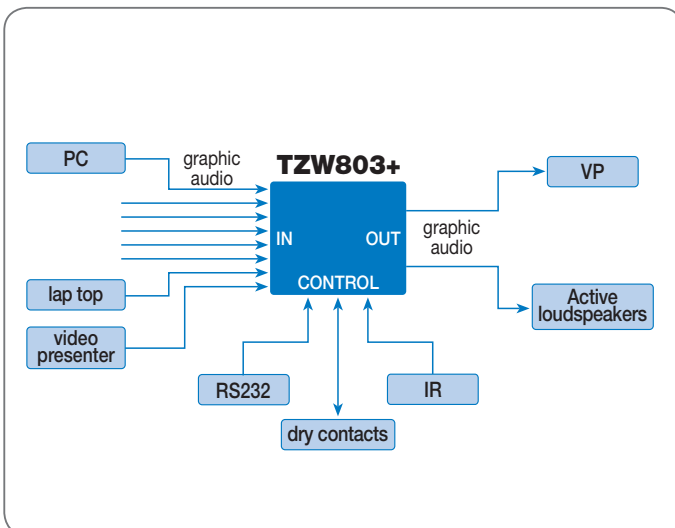 PC
graphic
audio
TZW803+
VP
IN
OUT
graphic
audio
CONTROL
lap top
Active
loudspeakers
video
presenter
RS232
IR
dry contacts